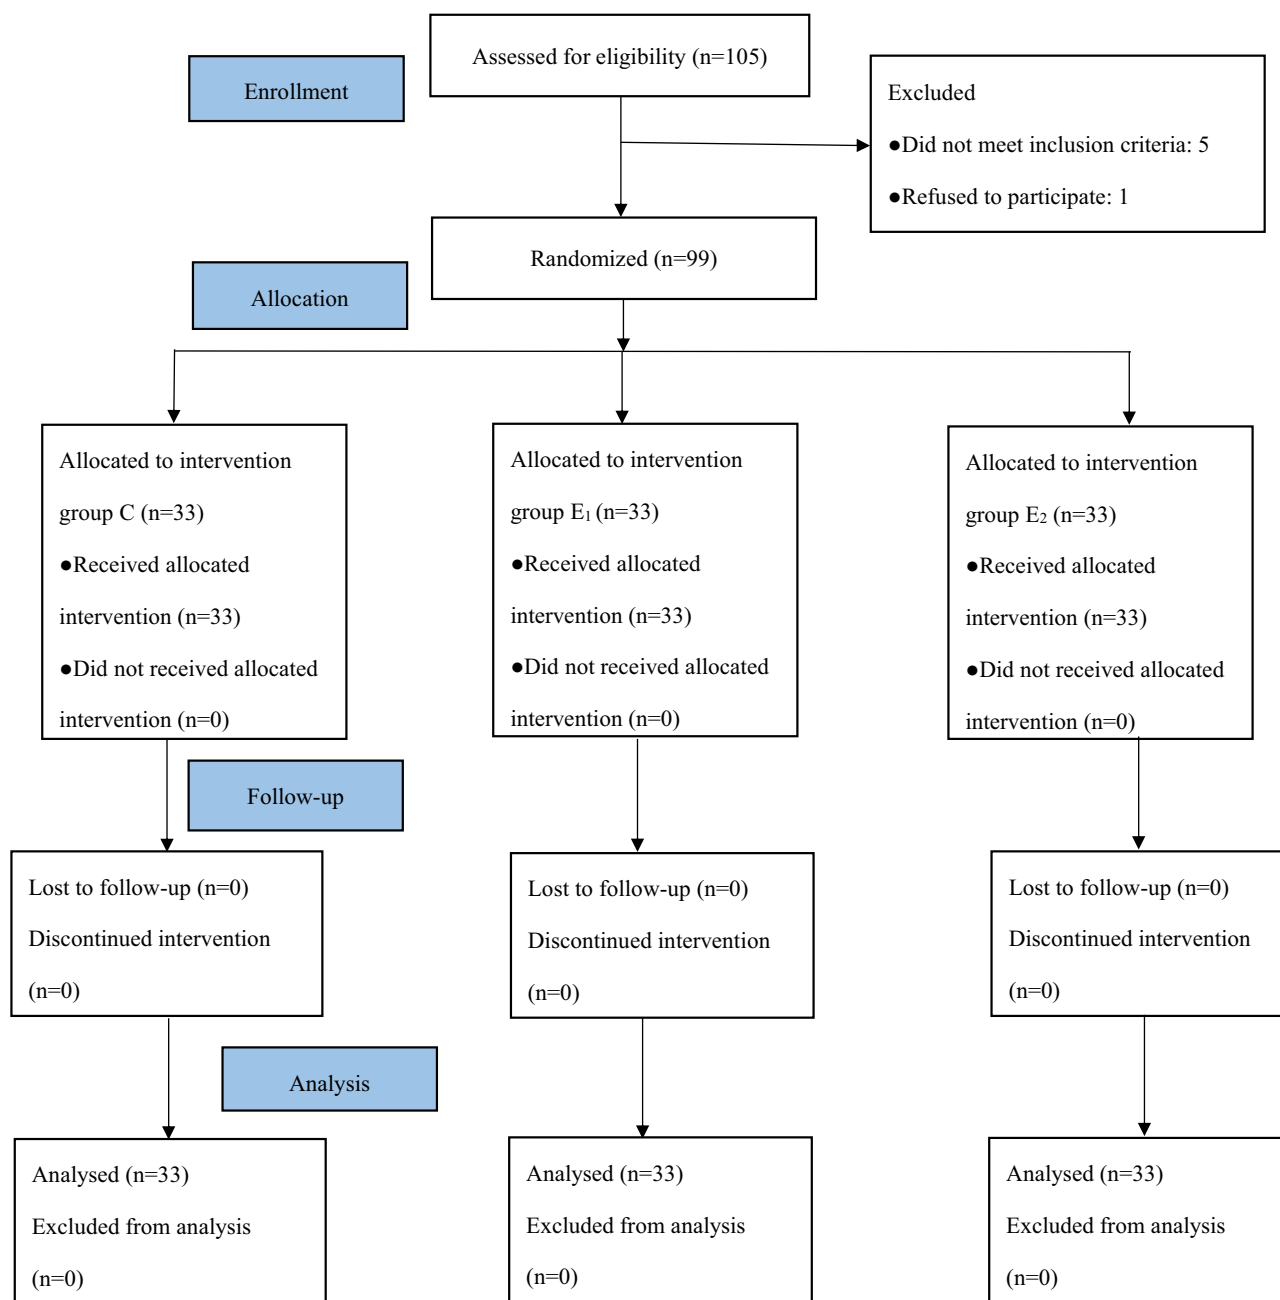 Assessed for eligibility (n=105)
Enrollment
Excluded
●Did not meet inclusion criteria: 5
●Refused to participate: 1
Randomized (n=99)
Allocation
Allocated to intervention
group C (n=33)
●Received allocated
intervention (n=33)
●Did not received allocated
intervention (n=0)
Allocated to intervention
group E₁ (n=33)
●Received allocated
intervention (n=33)
●Did not received allocated
intervention (n=0)
Allocated to intervention
group E₂ (n=33)
●Received allocated
intervention (n=33)
●Did not received allocated
intervention (n=0)
Follow-up
Lost to follow-up (n=0)
Discontinued intervention
(n=0)
Lost to follow-up (n=0)
Discontinued intervention
(n=0)
Lost to follow-up (n=0)
Discontinued intervention
(n=0)
Analysis
Analysed (n=33)
Excluded from analysis
(n=0)
Analysed (n=33)
Excluded from analysis
(n=0)
Analysed (n=33)
Excluded from analysis
(n=0)